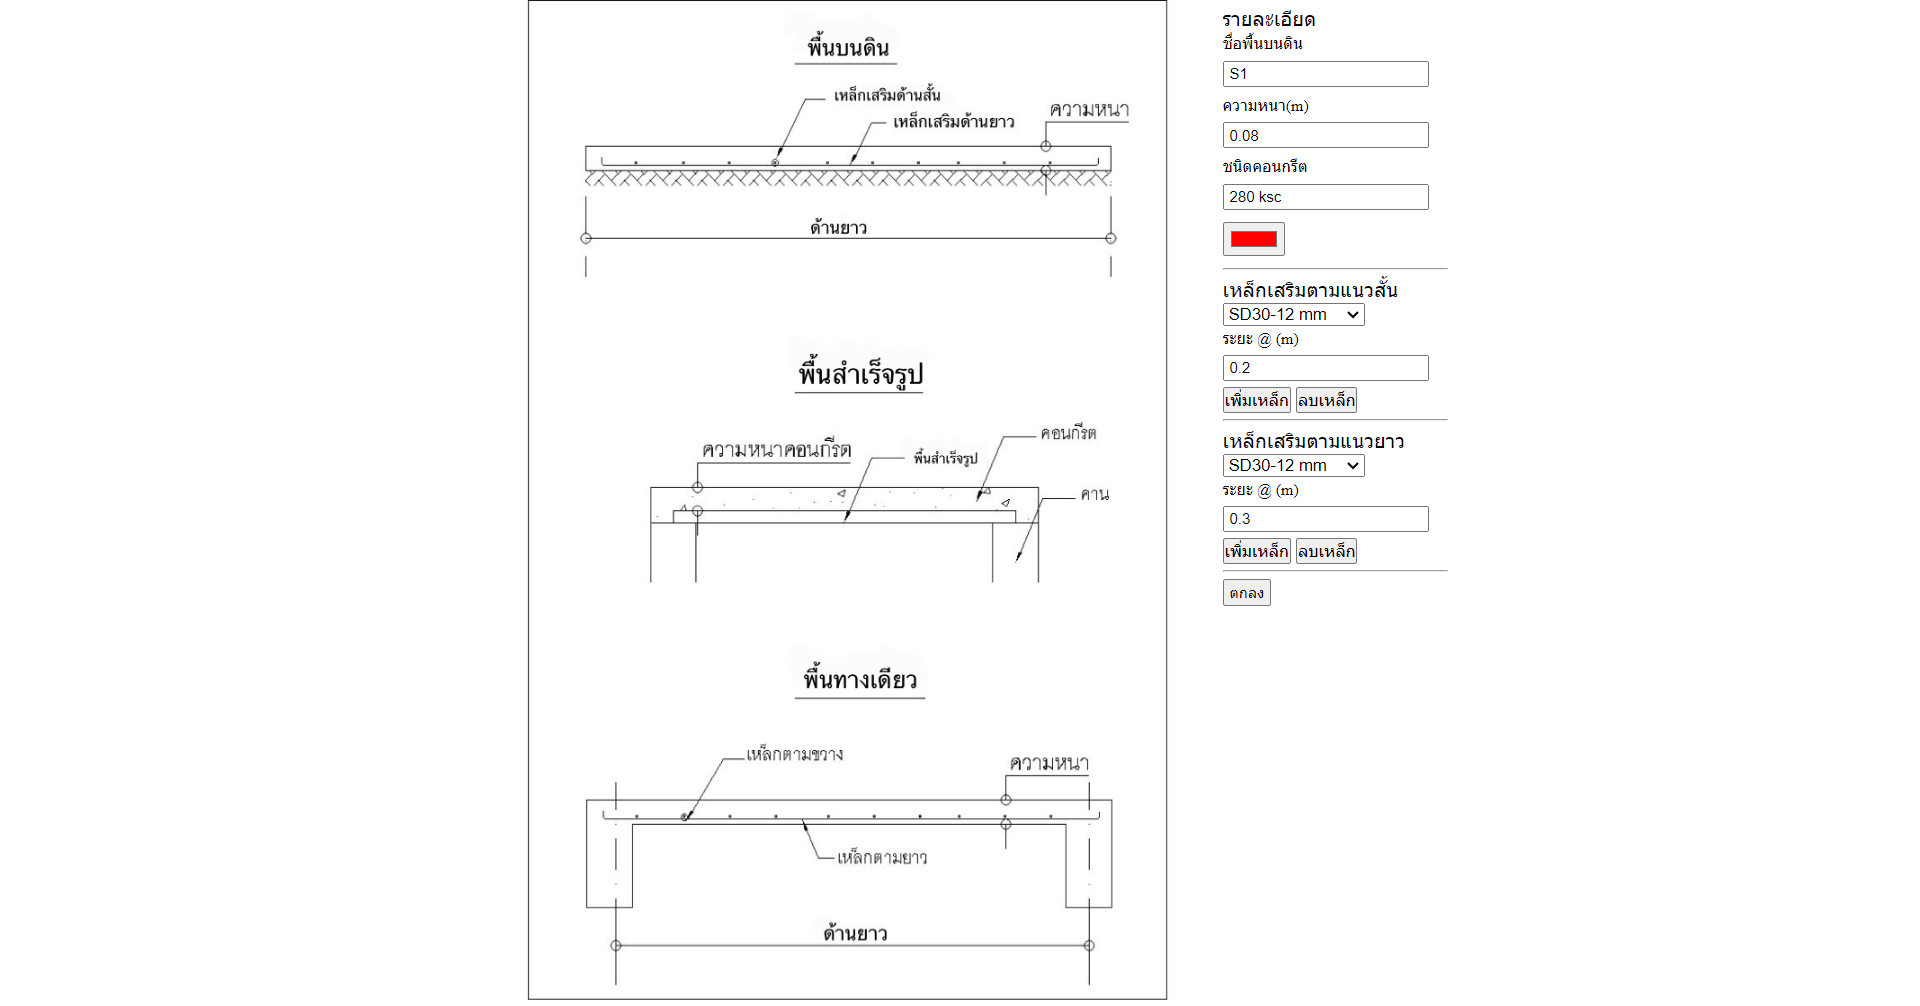 พื้นบนดิน
เหล็กเสริมด้านสั้น
เหล็กเสริมด้านยาว
ความหนา
ด้านยาว
พื้นสำเร็จรูป
ความหนาคอนกรีต
คอนกรีต
พื้นสำเร็จรูป
คาน
พื้นทางเดียว
เหล็กตามขวาง
ความหนา
เหล็กตามยาว
ด้านยาว
รายละเอียด
ชื่อพื้นบนดิน
S1
ความหนา(m)
0.08
ชนิดคอนกรีต
280 ksc
เหล็กเสริมตามแนวสั้น
SD30-12 mm
ระยะ @ (m)
0.2
เพิ่มเหล็ก ลบเหล็ก
เหล็กเสริมตามแนวยาว
SD30-12 mm
ระยะ @ (m)
0.3
เพิ่มเหล็ก ลบเหล็ก
ตกลง